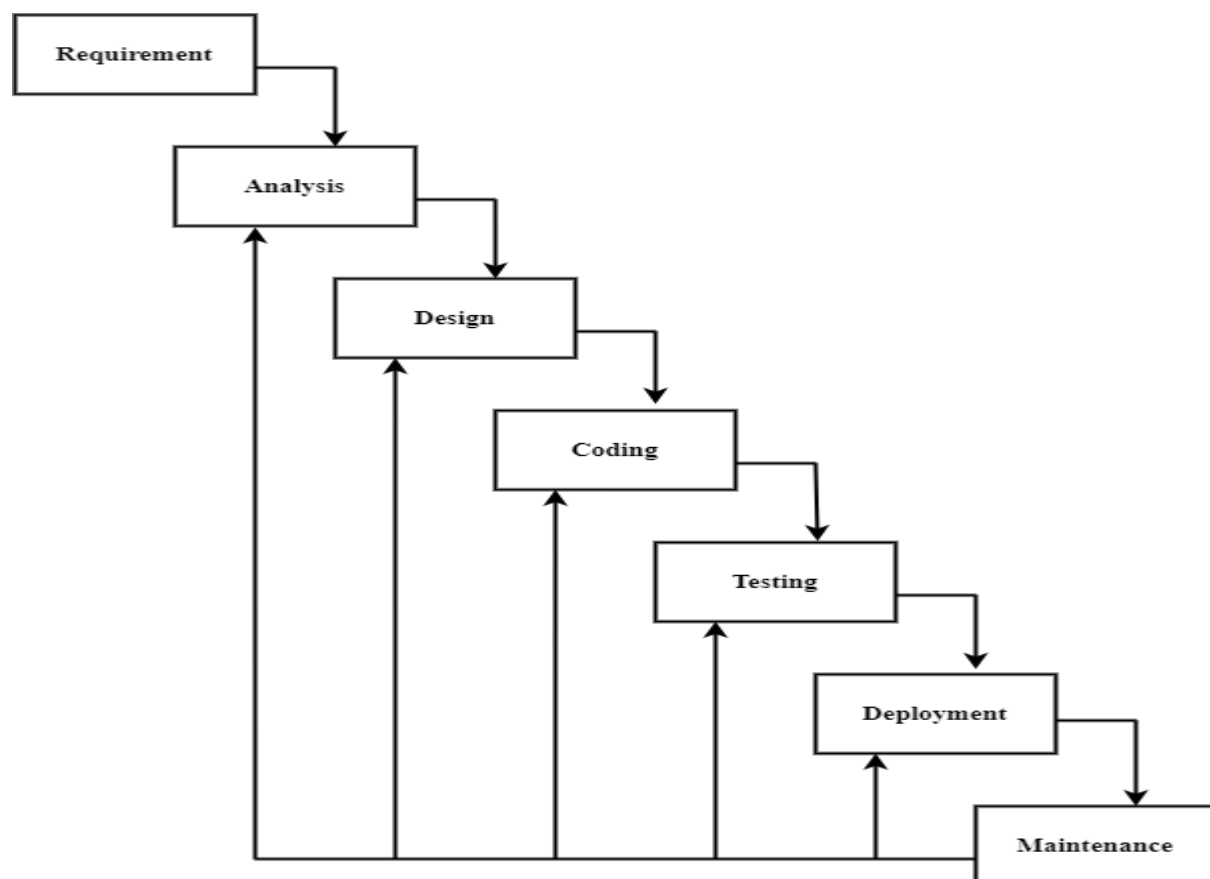 Requirement
Analysis
Design
Coding
Testing
Deployment
Maintenance